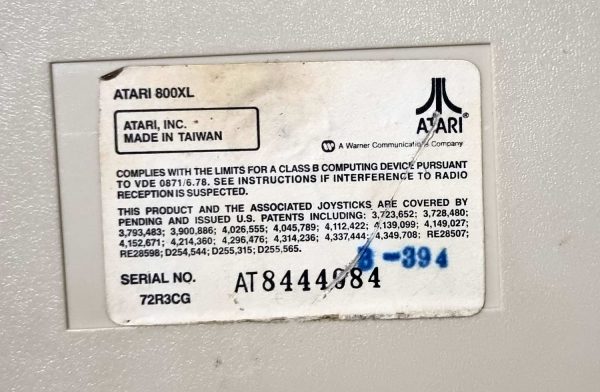 ATARI 800XL
ATARI, INC.
MADE IN TAIWAN
ATARI
A Warner Communications Company
COMPLIES WITH THE LIMITS FOR A CLASS B COMPUTING DEVICE PURSUANT
TO VDE 0871/6.78. SEE INSTRUCTIONS IF INTERFERENCE TO RADIO
RECEPTION IS SUSPECTED.
THIS PRODUCT AND THE ASSOCIATED JOYSTICKS ARE COVERED BY
PENDING AND ISSUED U.S. PATENTS INCLUDING: 3,723,652; 3,728,480;
3,793,483; 3,900,886; 4,026,555; 4,045,789; 4,112,422; 4,139,099; 4,149,027;
4,152,671; 4,214,360; 4,296,476; 4,314,236; 4,337,444; 4,349,708; RE28507;
RE28598; D254,544; D255,315; D255,565.
-394
SERIAL NO.
72R3CG